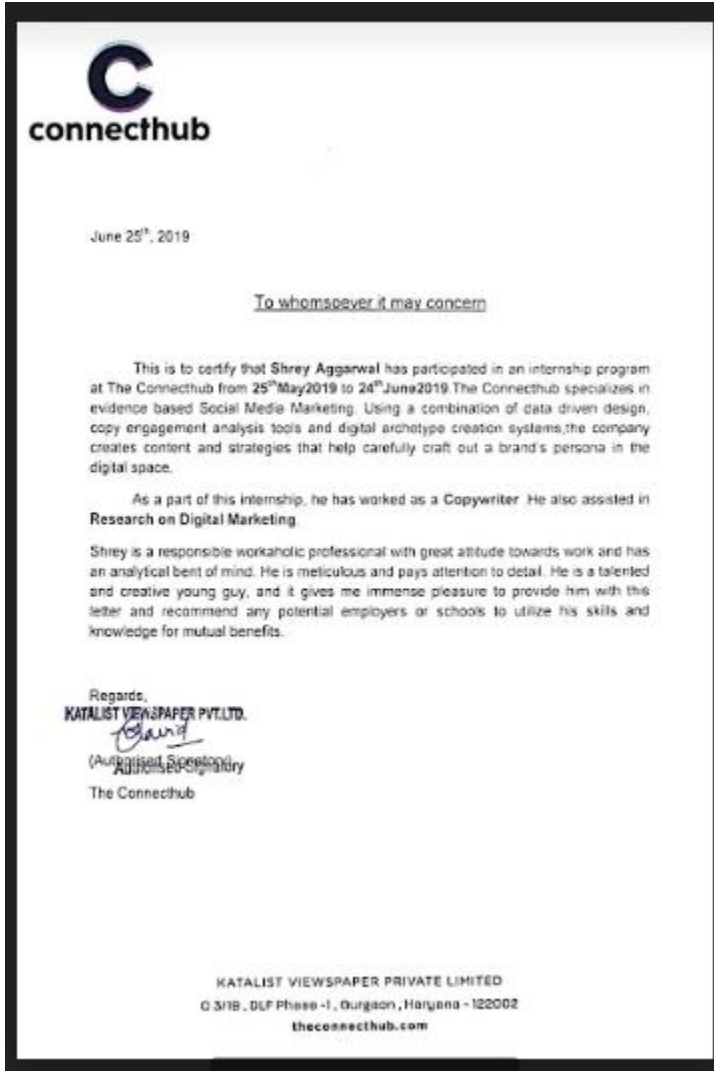 connecthub
June 25th, 2019
To whomsoever it may concern
This is to certify that Shrey Aggarwal has participated in an internship program
at The Connecthub from 25thMay2019 to 24thJune2019.The Connecthub specializes in
evidence based Social Media Marketing. Using a combination of data driven design,
copy engagement analysis tools and digital archetype creation systems,the company
creates content and strategies that help carefully craft out a brand's persona in the
digital space.
As a part of this internship, he has worked as a Copywriter. He also assisted in
Research on Digital Marketing
Shrey is a responsible workaholic professional with great attitude towards work and has
an analytical bent of mind. He is meticulous and pays attention to detail. He is a talented
and creative young guy, and it gives me immense pleasure to provide him with this
letter and recommend any potential employers or schools to utilize his skills and
knowledge for mutual benefits.
Regards,
KATALIST VIEWSPAPER PVT.LTD.
(Authorised Signatory)
Authorised Signatory
The Connecthub
KATALIST VIEWSPAPER PRIVATE LIMITED
3/1B, DLF Phase -1, Gurgaon, Haryana - 122002
theconnecthub.com